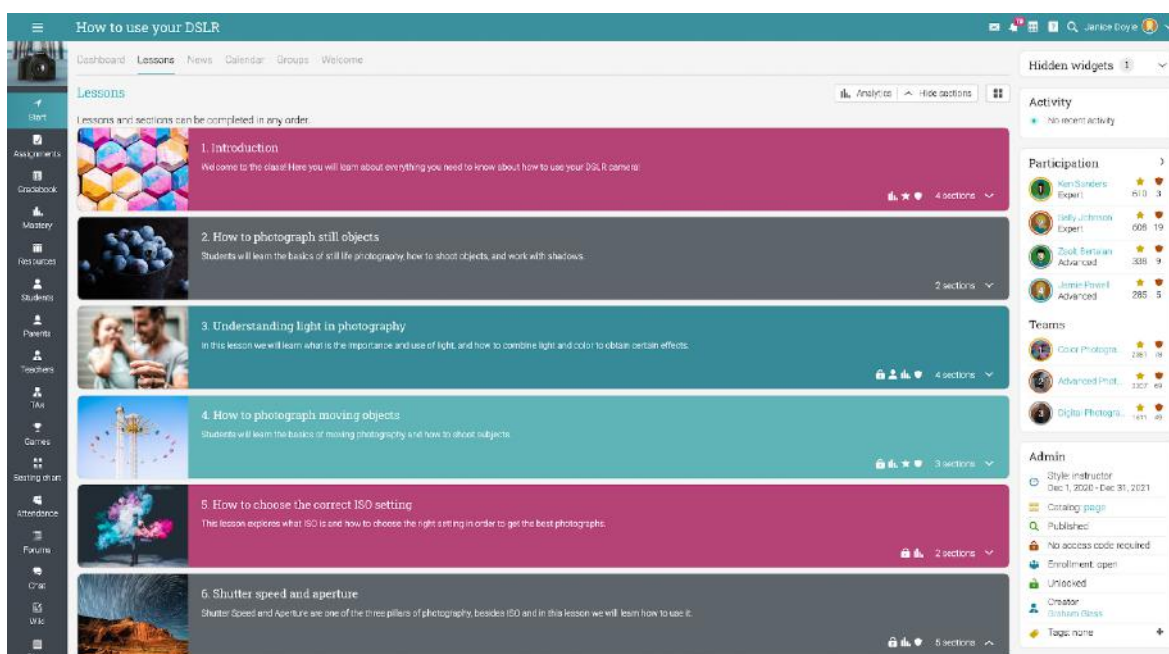 How to use your DSLR
Janice Doyle
Dashboard Lessons News Calendar Groups Welcome
Lessons
Analytics Hide sections
Lessons and sections can be completed in any order.
1. Introduction
Welcome to the class! Here you will learn about everything you need to know about how to use your DSLR camera!
4 sections
2. How to photograph still objects
Students will learn the basics of still life photography, how to shoot objects, and work with shadows.
2 sections
3. Understanding light in photography
In this lesson we will learn what is the importance and use of light, and how to combine light and color to obtain certain effects.
4 sections
4. How to photograph moving objects
Students will learn the basics of moving photography and how to shoot subjects.
3 sections
5. How to choose the correct ISO setting
This lesson explores what ISO is and how to choose the right setting in order to get the best photographs.
2 sections
6. Shutter speed and aperture
Shutter Speed and Aperture are one of the three pillars of photography, besides ISO and in this lesson we will learn how to use it.
5 sections
Start
Assignments
Gradebook
Mastery
Resources
Students
Parents
Teachers
TAs
Games
Seating chart
Attendance
Forums
Chat
Wiki
Hidden widgets 1
Activity
No recent activity
Participation
Ken Sanders
Expert 610 3
Johnson
Expert 608 19
Zsolt Bertalan
Advanced 338 9
Jamie Powell
Advanced 285 5
Teams
Color Photogra...
Advanced Phot...
Digital Photogra...
Admin
Style: instructor
Dec 1, 2020 - Dec 31, 2021
Catalog: page
Published
No access code required
Enrollment: open
Unlocked
Creator
Graham Glass
Tags: none